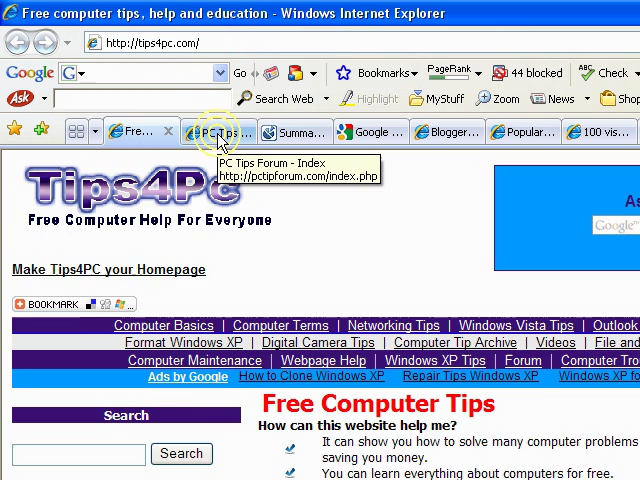 Free computer tips, help and education - Windows Internet Explorer
http://tips4pc.com/
Google G Go Bookmarks PageRank 44 blocked Check
Ask Search Web Highlight MyStuff Zoom News Shop
Fre... PC Tips ... Summa... Google ... Blogger... Popular... 100 vis...
PC Tips Forum - Index
http://pctipforum.com/index.php
Tips4Pc
Free Computer Help For Everyone
As
Google
Make Tips4PC your Homepage
BOOKMARK ...
Computer Basics | Computer Terms | Networking Tips | Windows Vista Tips | Outlook
Format Windows XP | Digital Camera Tips | Computer Tip Archive | Videos | File and
Computer Maintenance | Webpage Help | Windows XP Tips | Forum | Computer Tro
Ads by Google How to Clone Windows XP Repair Tips Windows XP Windows XP fo
Search
Free Computer Tips
How can this website help me?
It can show you how to solve many computer problems
saving you money.
Search
You can learn everything about computers for free.